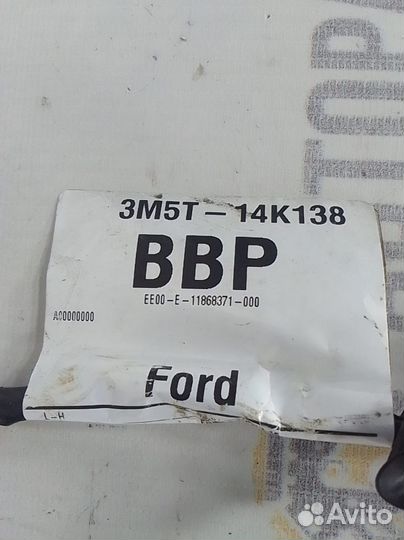 3M5T - 14K138
BBP
EE00-E-11868371-000
A00000000
Ford
L-H
Avito